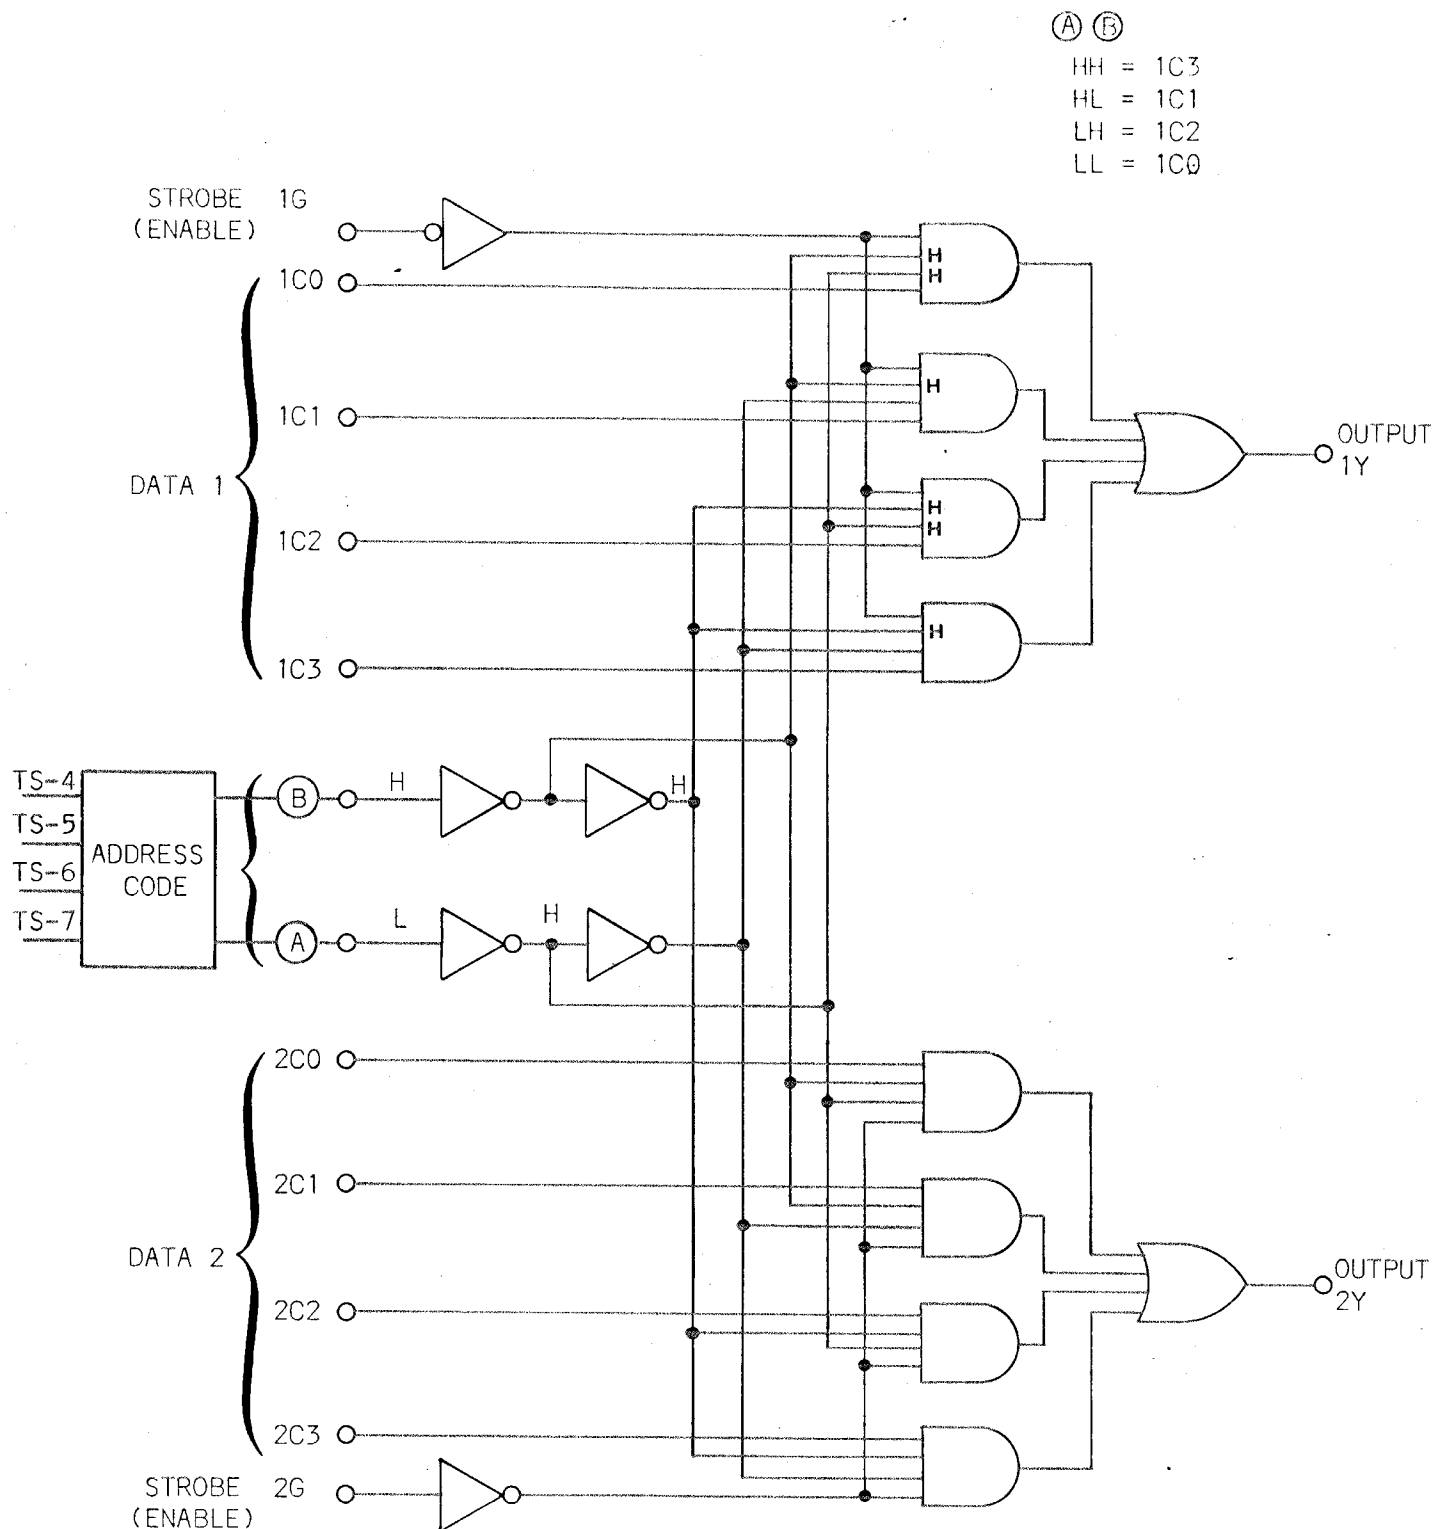 Ⓐ Ⓑ
HH = 1C3
HL = 1C1
LH = 1C2
LL = 1C0
STROBE 1G
(ENABLE)
H
H
1C0
H
1C1
OUTPUT
1Y
DATA 1
H
H
1C2
H
1C3
TS-4
B
H
H
TS-5
ADDRESS
CODE
TS-6
TS-7
A
L
H
2C0
2C1
DATA 2
OUTPUT
2Y
2C2
2C3
STROBE 2G
(ENABLE)